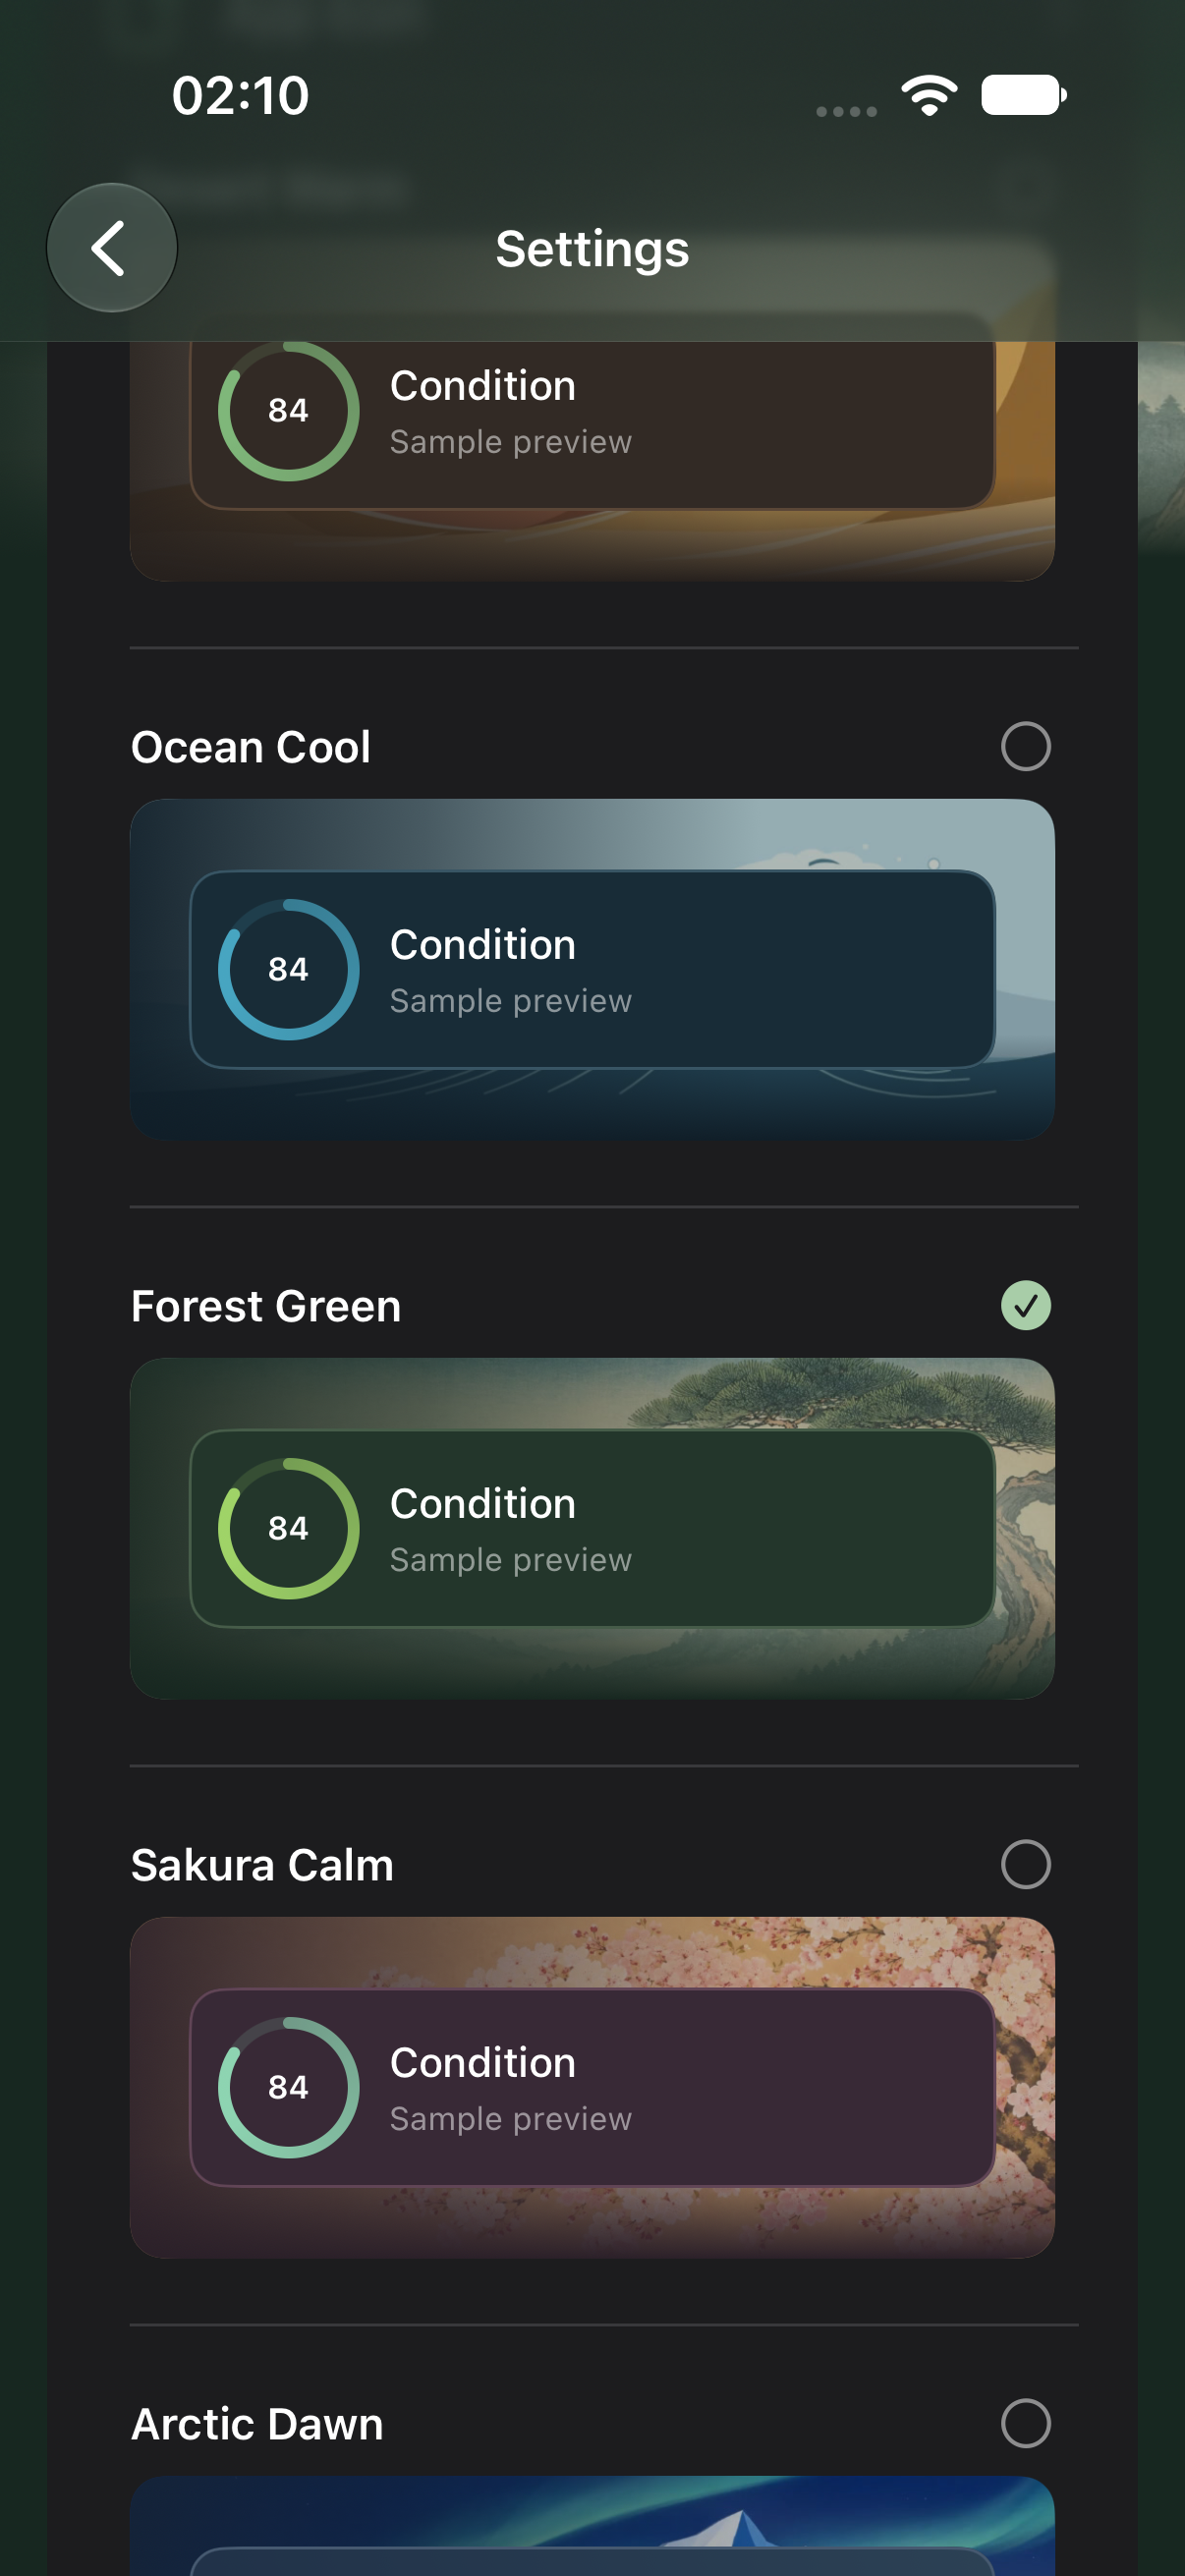 02:10
Settings
84
Condition
Sample preview
Ocean Cool
84
Condition
Sample preview
Forest Green
84
Condition
Sample preview
Sakura Calm
84
Condition
Sample preview
Arctic Dawn